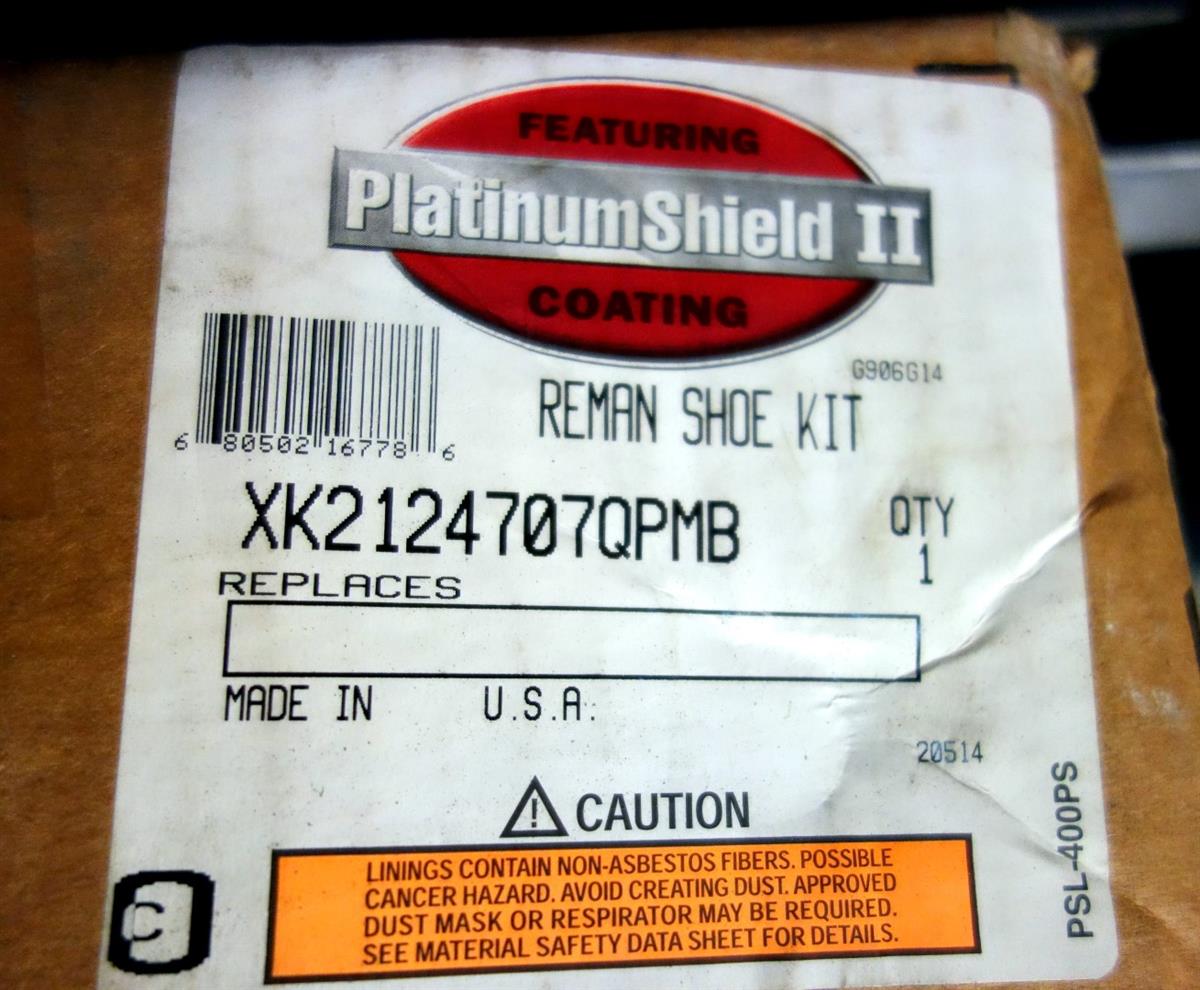 FEATURING
PlatinumShield II
COATING
G906G14
REMAN SHOE KIT
6 80502 16778 6
XK2124707QPMB
QTY
1
REPLACES
MADE IN U.S.A.
20514
PSL-400PS
CAUTION
LININGS CONTAIN NON-ASBESTOS FIBERS. POSSIBLE
CANCER HAZARD. AVOID CREATING DUST. APPROVED
DUST MASK OR RESPIRATOR MAY BE REQUIRED.
SEE MATERIAL SAFETY DATA SHEET FOR DETAILS.
C